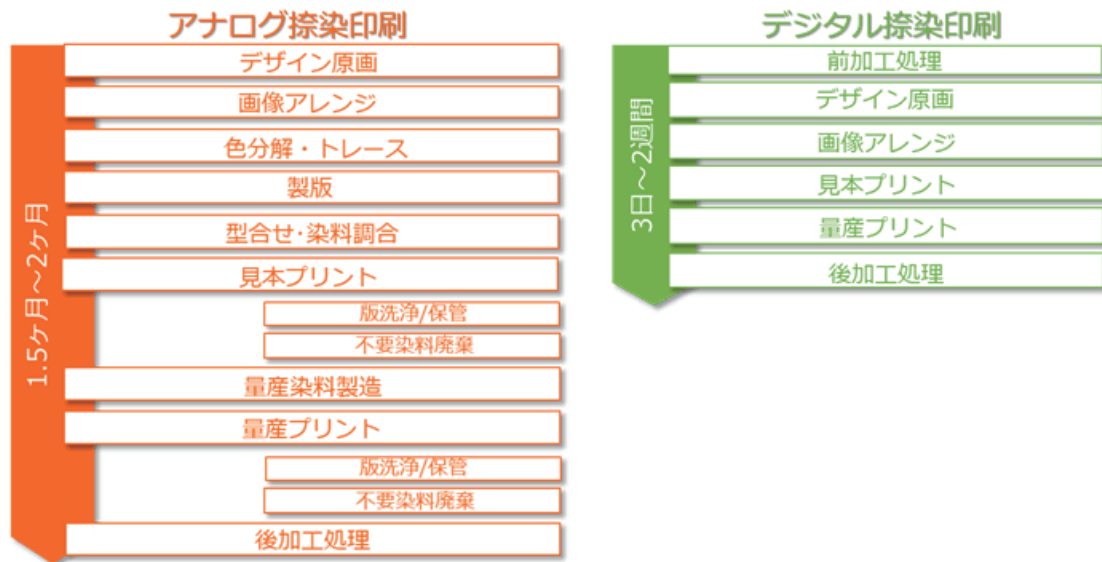 アナログ捺染印刷
1.5ヶ月～2ヶ月
デザイン原画
画像アレンジ
色分解・トレース
製版
型合せ・染料調合
見本プリント
版洗浄/保管
不要染料廃棄
量産染料製造
量産プリント
版洗浄/保管
不要染料廃棄
後加工処理
デジタル捺染印刷
3日～2週間
前加工処理
デザイン原画
画像アレンジ
見本プリント
量産プリント
後加工処理